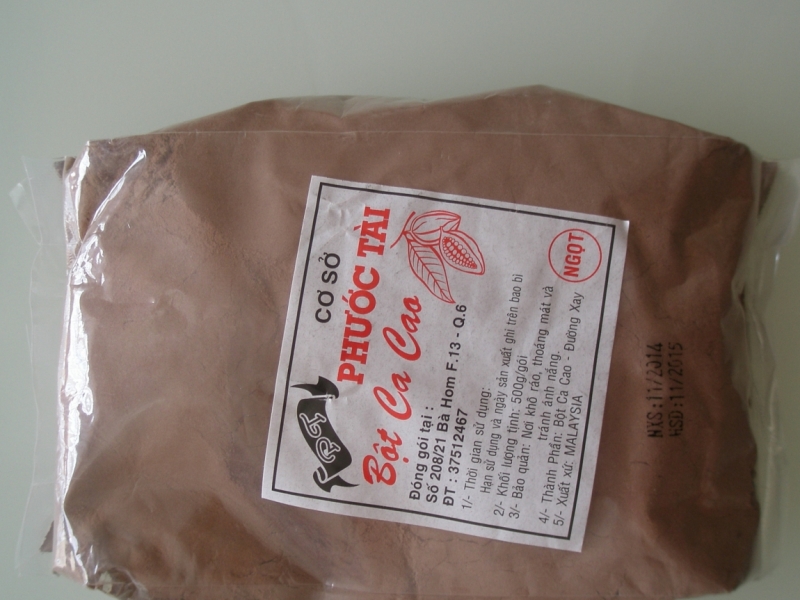 CƠ SỞ
PT
PHƯỚC TÀI
Bột Ca Cao
Đóng gói tại :
Số 208/21 Bà Hom F.13 - Q.6
ĐT : 37512467
1/- Thời gian sử dụng:
Hạn sử dụng và ngày sản xuất ghi trên bao bì
2/- Khối lượng tịnh: 500g/gói
3/- Bảo quản: Nơi khô ráo, thoáng mát và
tránh ánh nắng.
4/- Thành Phần: Bột Ca Cao - Đường Xay
5/- Xuất xứ: MALAYSIA
NGỌT
NXS:11/2014
HSD:11/2015